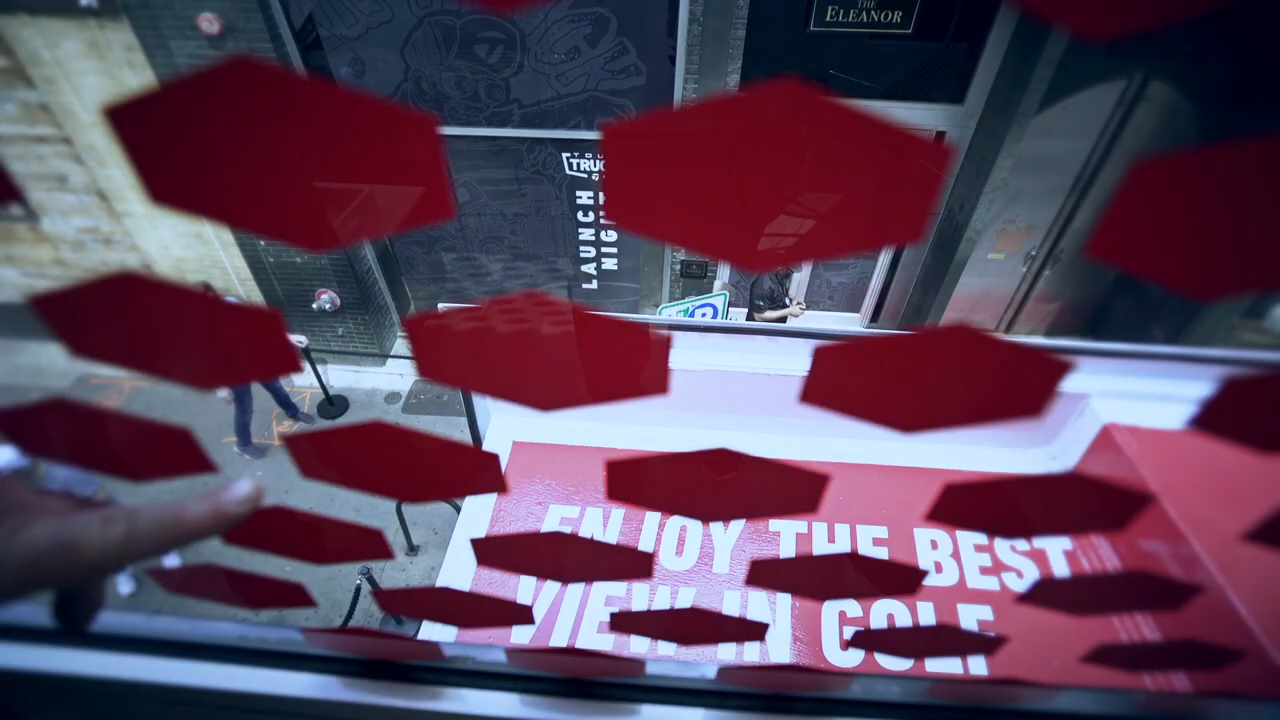 THE
ELEANOR
LAUNCH
NIGHT
ENJOY THE BEST
VIEW IN GOLF